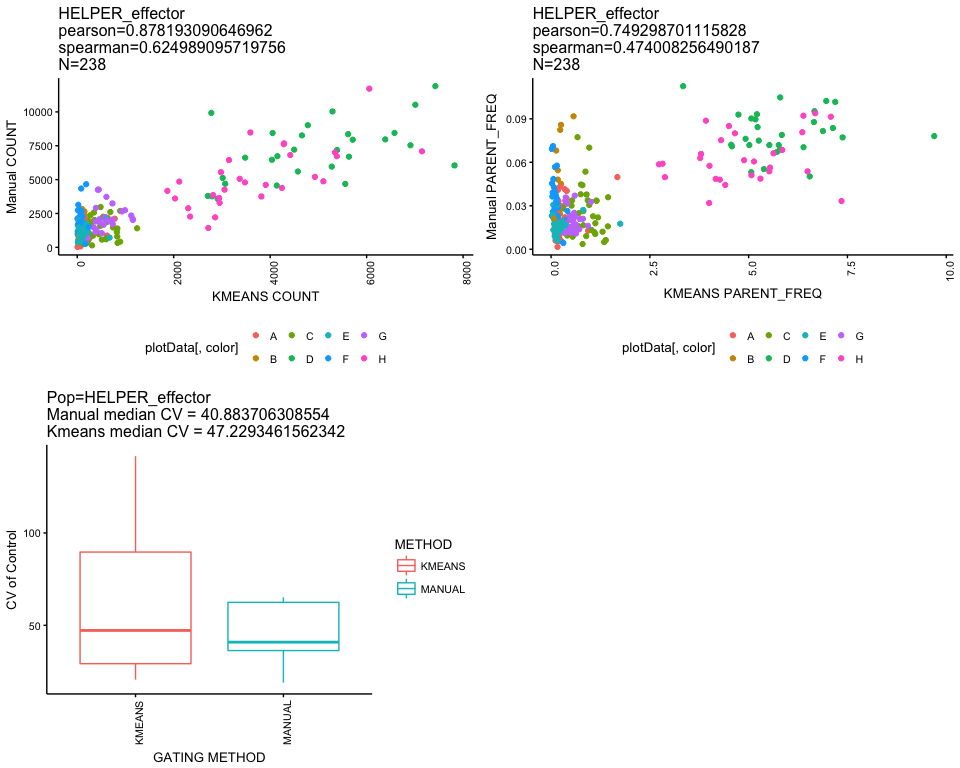 HELPER_effector
pearson=0.878193090646962
spearman=0.624989095719756
N=238
Manual COUNT
10000
7500
5000
2500
0
0
2000
4000
6000
8000
KMEANS COUNT
plotData[, color]
A
C
E
G
B
D
F
H
HELPER_effector
pearson=0.749298701115828
spearman=0.474008256490187
N=238
Manual PARENT_FREQ
0.09
0.06
0.03
0.00
0.0
2.5
5.0
7.5
10.0
KMEANS PARENT_FREQ
plotData[, color]
A
C
E
G
B
D
F
H
Pop=HELPER_effector
Manual median CV = 40.883706308554
Kmeans median CV = 47.2293461562342
CV of Control
100
50
KMEANS
MANUAL
GATING METHOD
METHOD
KMEANS
MANUAL